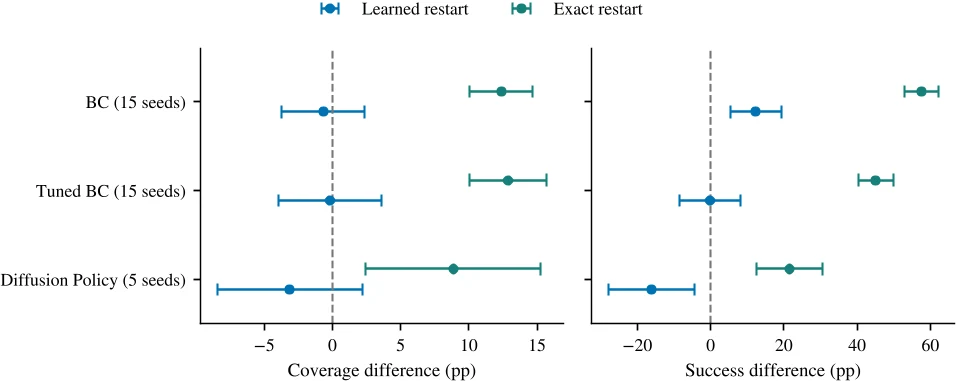 Learned restart Exact restart
BC (15 seeds)
Tuned BC (15 seeds)
Diffusion Policy (5 seeds)
−5 0 5 10 15
Coverage difference (pp)
−20 0 20 40 60
Success difference (pp)